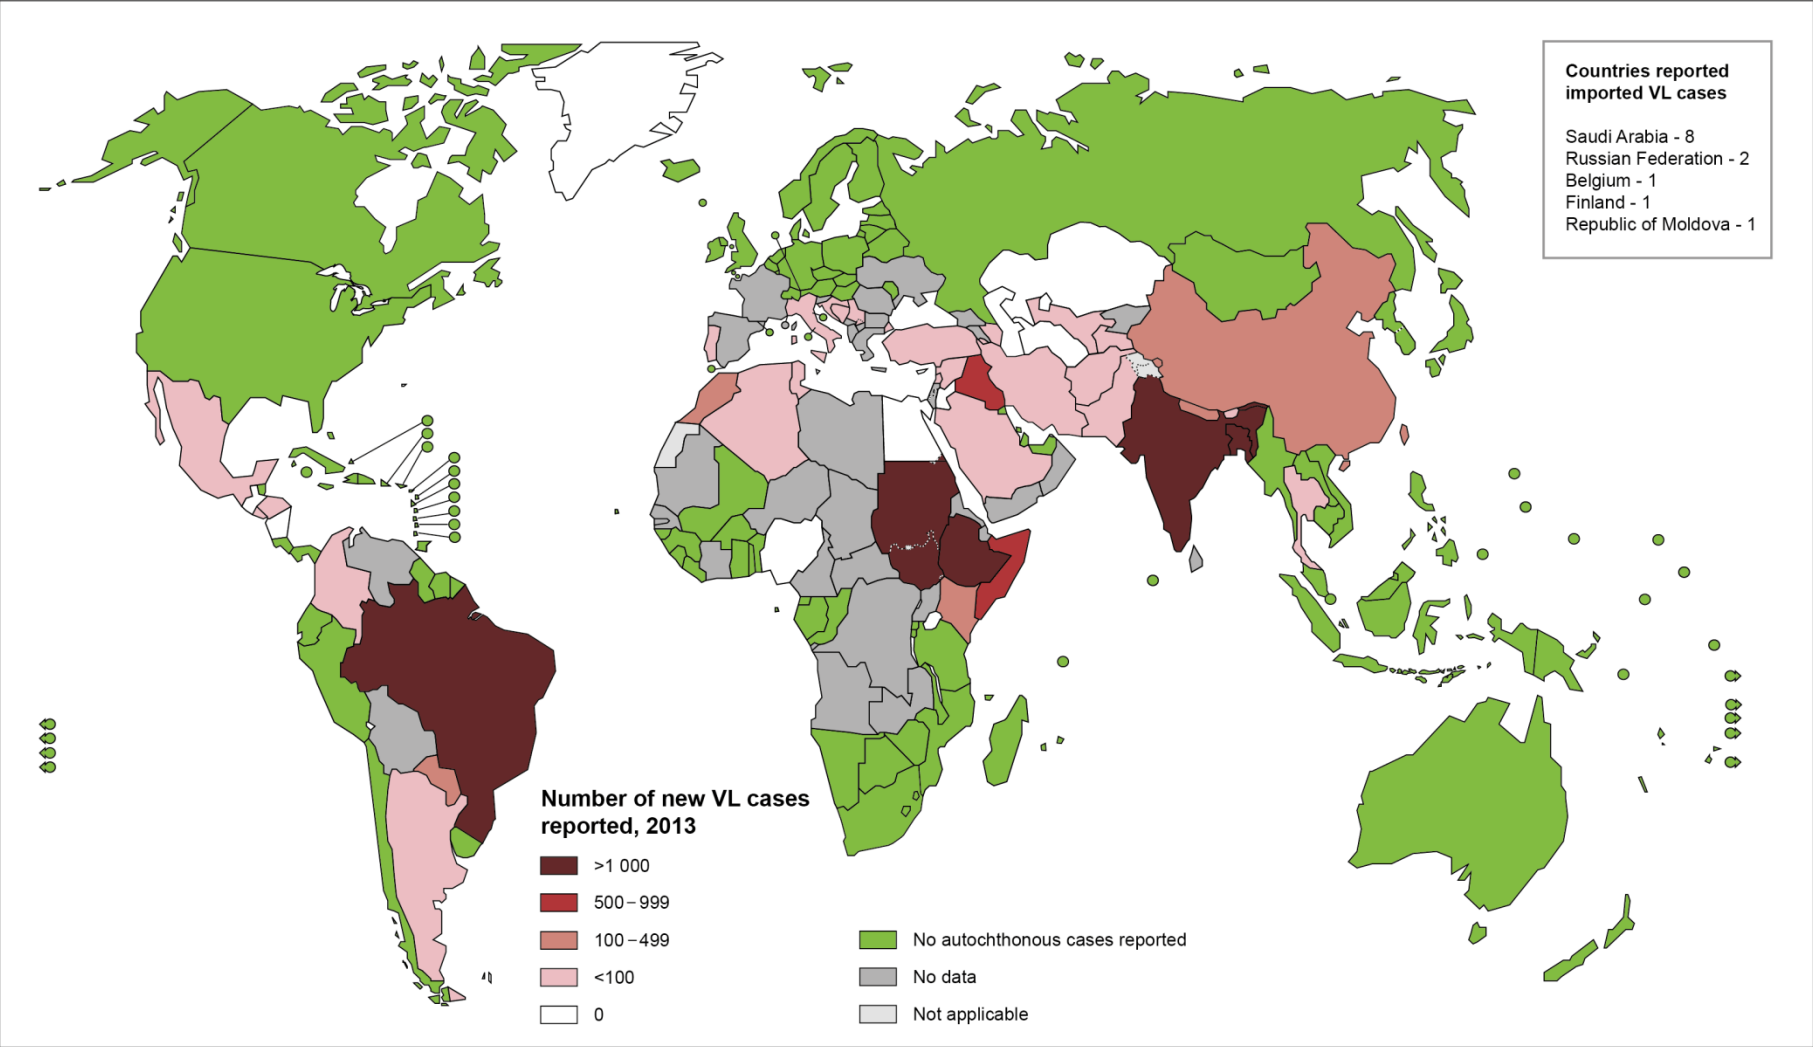 Countries reported
imported VL cases
Saudi Arabia - 8
Russian Federation - 2
Belgium - 1
Finland - 1
Republic of Moldova - 1
Number of new VL cases
reported, 2013
>1 000
500–999
100–499
<100
0
No autochthonous cases reported
No data
Not applicable